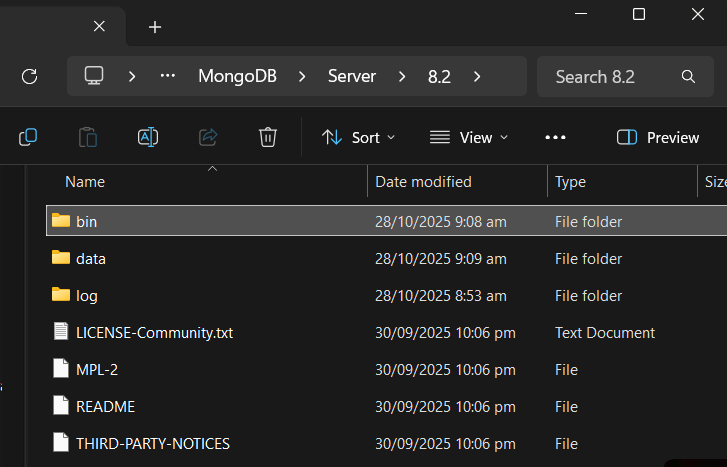 MongoDB > Server > 8.2 >
Search 8.2
Sort
View
Preview
Name Date modified Type Size
bin 28/10/2025 9:08 am File folder
data 28/10/2025 9:09 am File folder
log 28/10/2025 8:53 am File folder
LICENSE-Community.txt 30/09/2025 10:06 pm Text Document
MPL-2 30/09/2025 10:06 pm File
README 30/09/2025 10:06 pm File
THIRD-PARTY-NOTICES 30/09/2025 10:06 pm File